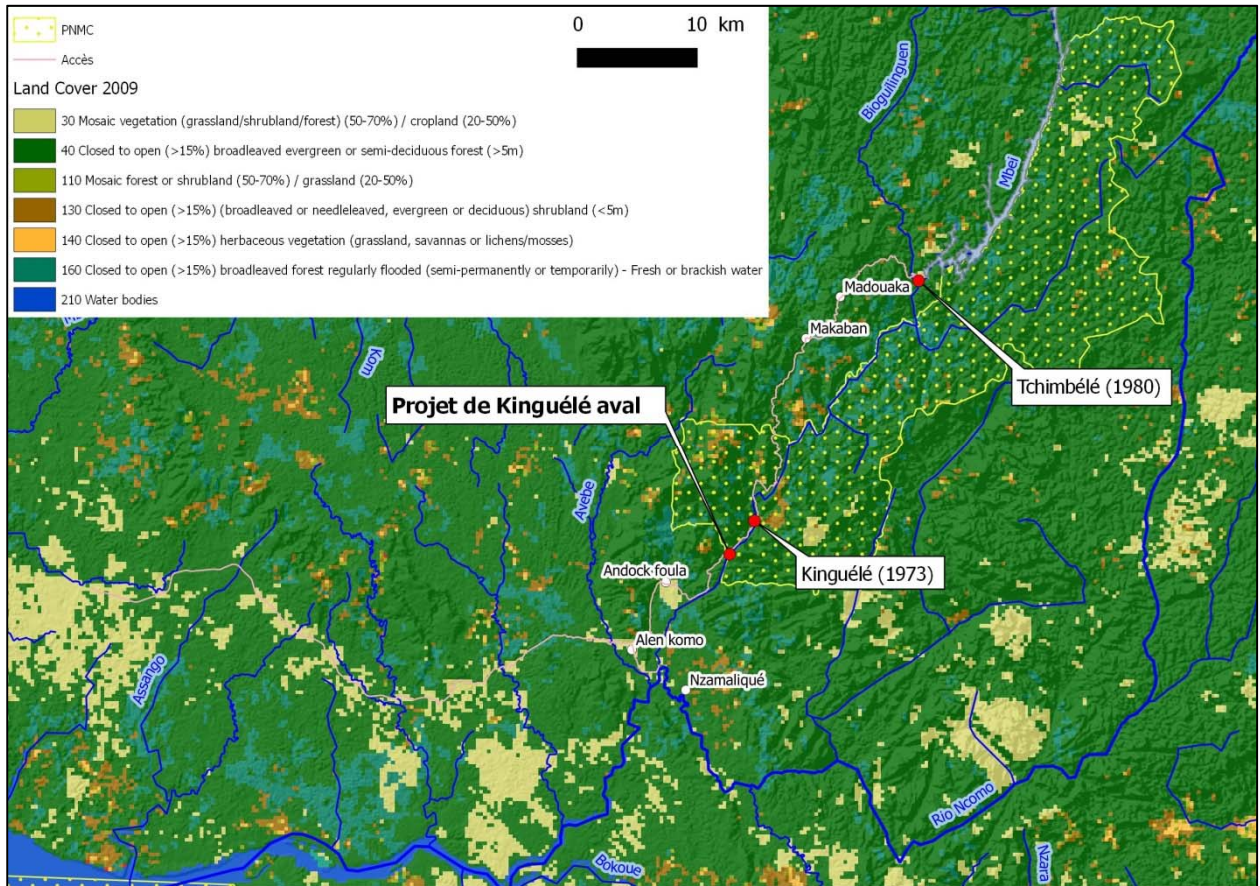 PNMC
Accès
Land Cover 2009
30 Mosaic vegetation (grassland/shrubland/forest) (50-70%) / cropland (20-50%)
40 Closed to open (>15%) broadleaved evergreen or semi-deciduous forest (>5m)
110 Mosaic forest or shrubland (50-70%) / grassland (20-50%)
130 Closed to open (>15%) (broadleaved or needleleaved, evergreen or deciduous) shrubland (<5m)
140 Closed to open (>15%) herbaceous vegetation (grassland, savannas or lichens/mosses)
160 Closed to open (>15%) broadleaved forest regularly flooded (semi-permanently or temporarily) - Fresh or brackish water
210 Water bodies
0 10 km
Bioguilinguen
Mbei
Madouaka
Makaban
Kom
Tchimbélé (1980)
Projet de Kinguélé aval
Avebe
Kinguélé (1973)
Andock foula
Alen komo
Nzamaliqué
Assango
Rio Ncomo
Bokoue
Nzara